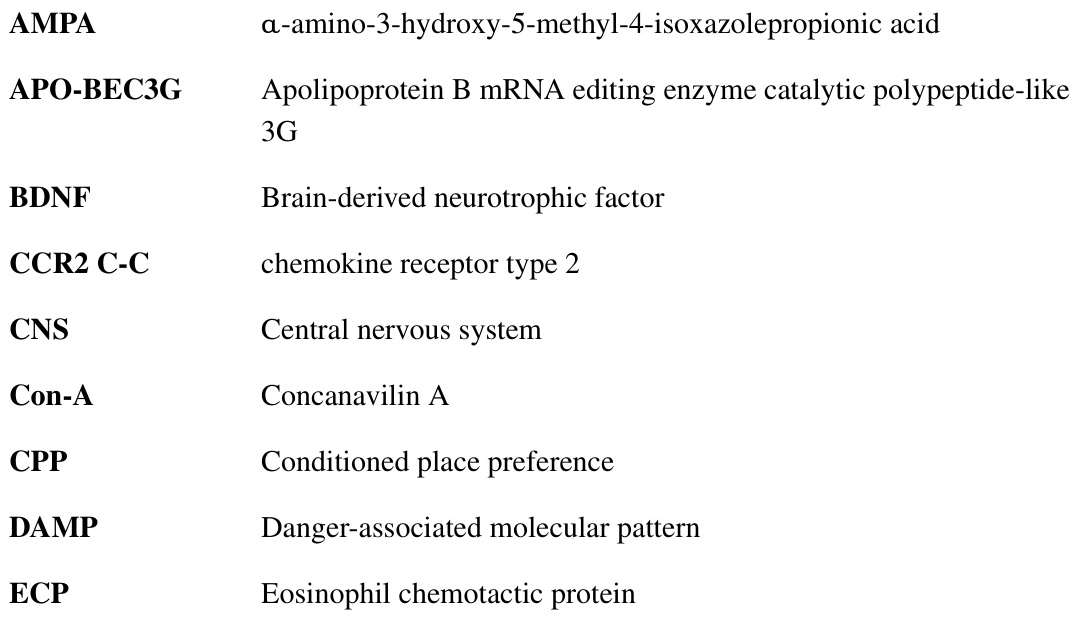 AMPA α-amino-3-hydroxy-5-methyl-4-isoxazolepropionic acid
APO-BEC3G Apolipoprotein B mRNA editing enzyme catalytic polypeptide-like
3G
BDNF Brain-derived neurotrophic factor
CCR2 C-C chemokine receptor type 2
CNS Central nervous system
Con-A Concanavilin A
CPP Conditioned place preference
DAMP Danger-associated molecular pattern
ECP Eosinophil chemotactic protein